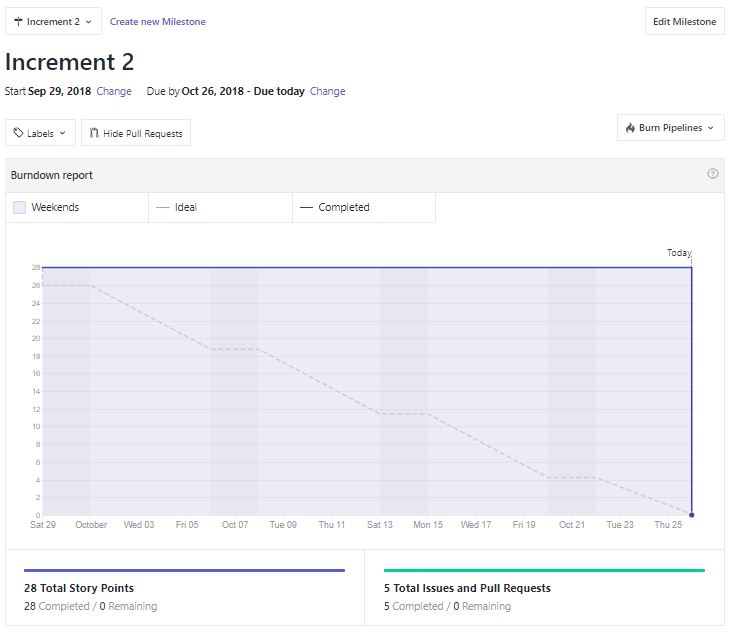 Increment 2 Create new Milestone Edit Milestone
Increment 2
Start Sep 29, 2018 Change Due by Oct 26, 2018 - Due today Change
Labels Hide Pull Requests Burn Pipelines
Burndown report ?
Weekends Ideal Completed
Today
28
26
24
22
20
18
16
14
12
10
8
6
4
2
0
Sat 29 October Wed 03 Fri 05 Oct 07 Tue 09 Thu 11 Sat 13 Mon 15 Wed 17 Fri 19 Oct 21 Tue 23 Thu 25
28 Total Story Points 5 Total Issues and Pull Requests
28 Completed / 0 Remaining 5 Completed / 0 Remaining